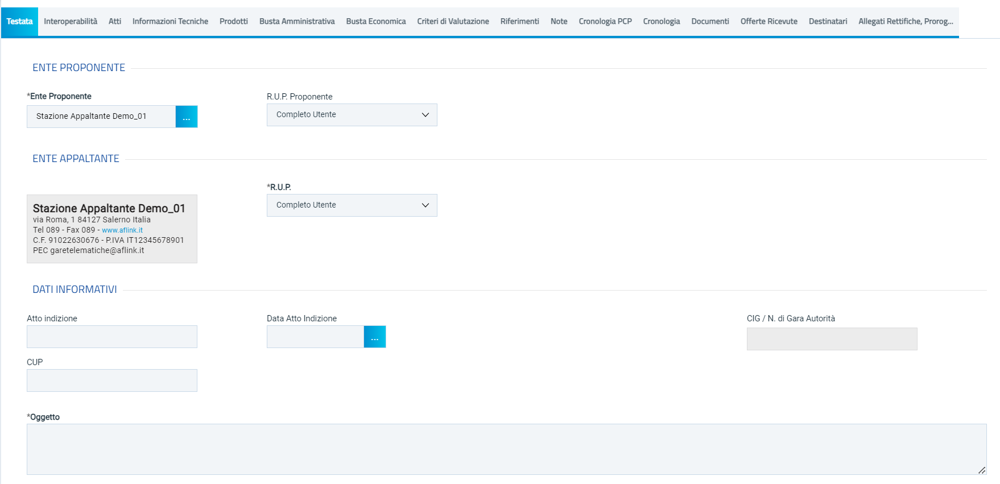 Testata Interoperabilità Atti Informazioni Tecniche Prodotti Busta Amministrativa Busta Economica Criteri di Valutazione Riferimenti Note Cronologia PCP Cronologia Documenti Offerte Ricevute Destinatari Allegati Rettifiche, Prorog...
ENTE PROPONENTE
*Ente Proponente
R.U.P. Proponente
Stazione Appaltante Demo_01 ...
Completo Utente
ENTE APPALTANTE
*R.U.P.
Completo Utente
Stazione Appaltante Demo_01
via Roma, 1 84127 Salerno Italia
Tel 089 - Fax 089 - www.aflink.it
C.F. 91022630676 - P.IVA IT12345678901
PEC garetelematiche@aflink.it
DATI INFORMATIVI
Atto indizione
Data Atto Indizione
...
CIG / N. di Gara Autorità
CUP
*Oggetto